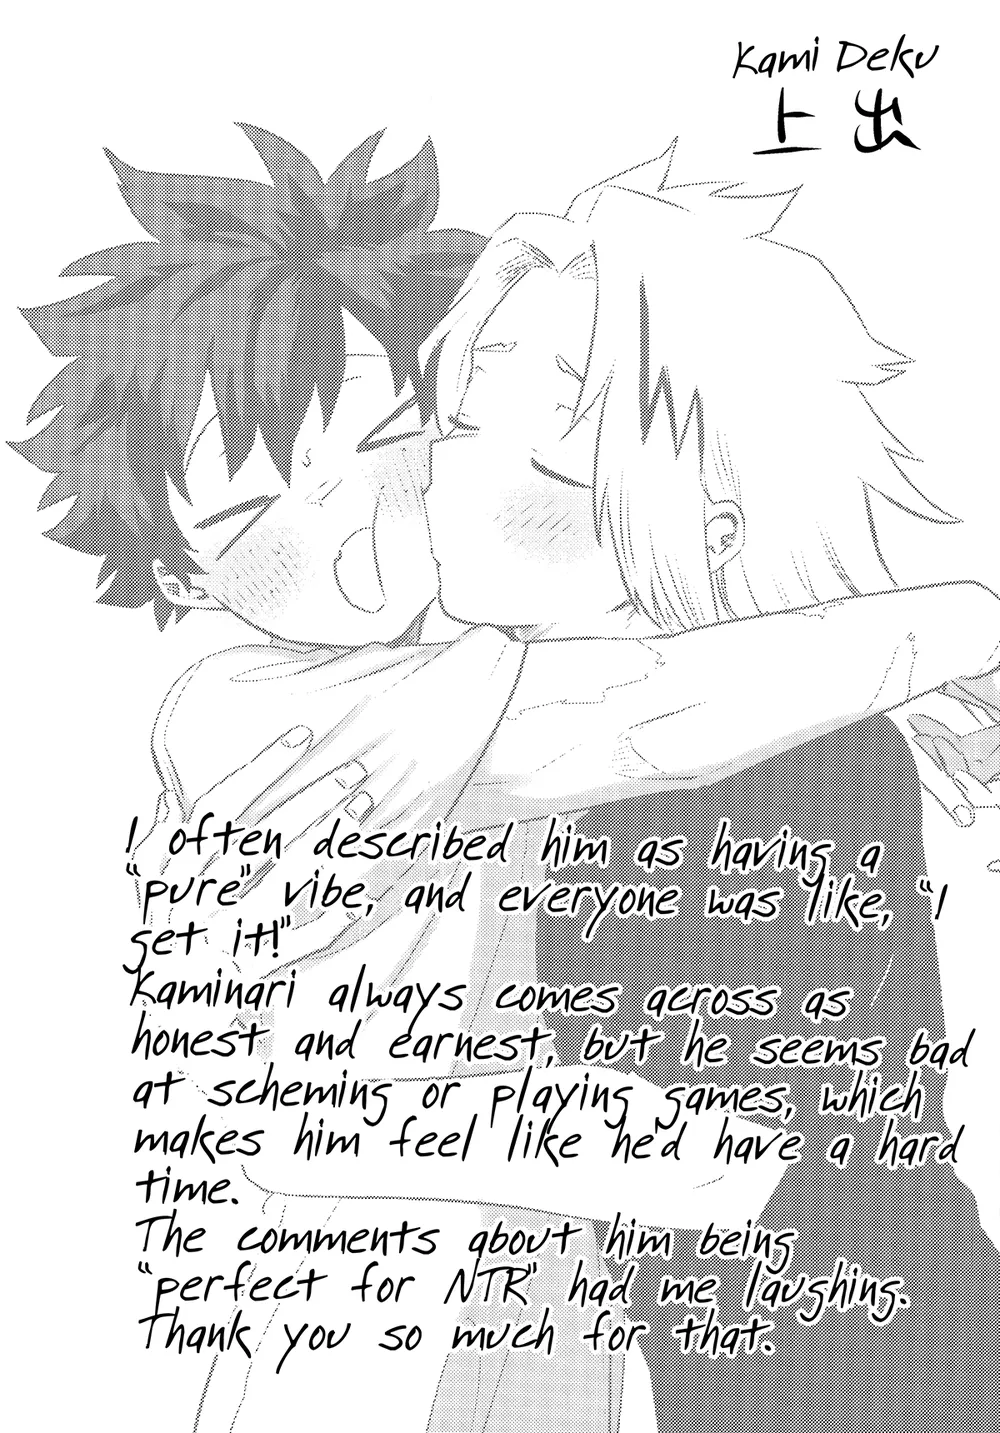 Kami Deku
上出
I often described him as having a
"pure" vibe, and everyone was like, "I
get it!"
Kaminari always comes across as
honest and earnest, but he seems bad
at scheming or playing games, which
makes him feel like he'd have a hard
time.
The comments about him being
"perfect for NTR" had me laughing.
Thank you so much for that.